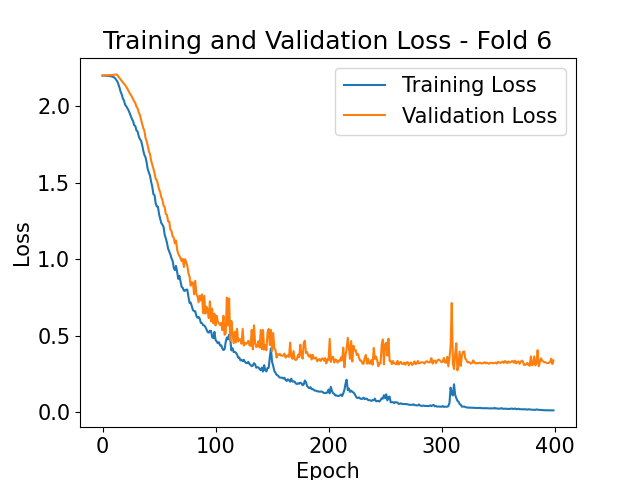 Training and Validation Loss - Fold 6
Training Loss
Validation Loss
Loss
2.0
1.5
1.0
0.5
0.0
0
100
200
300
400
Epoch